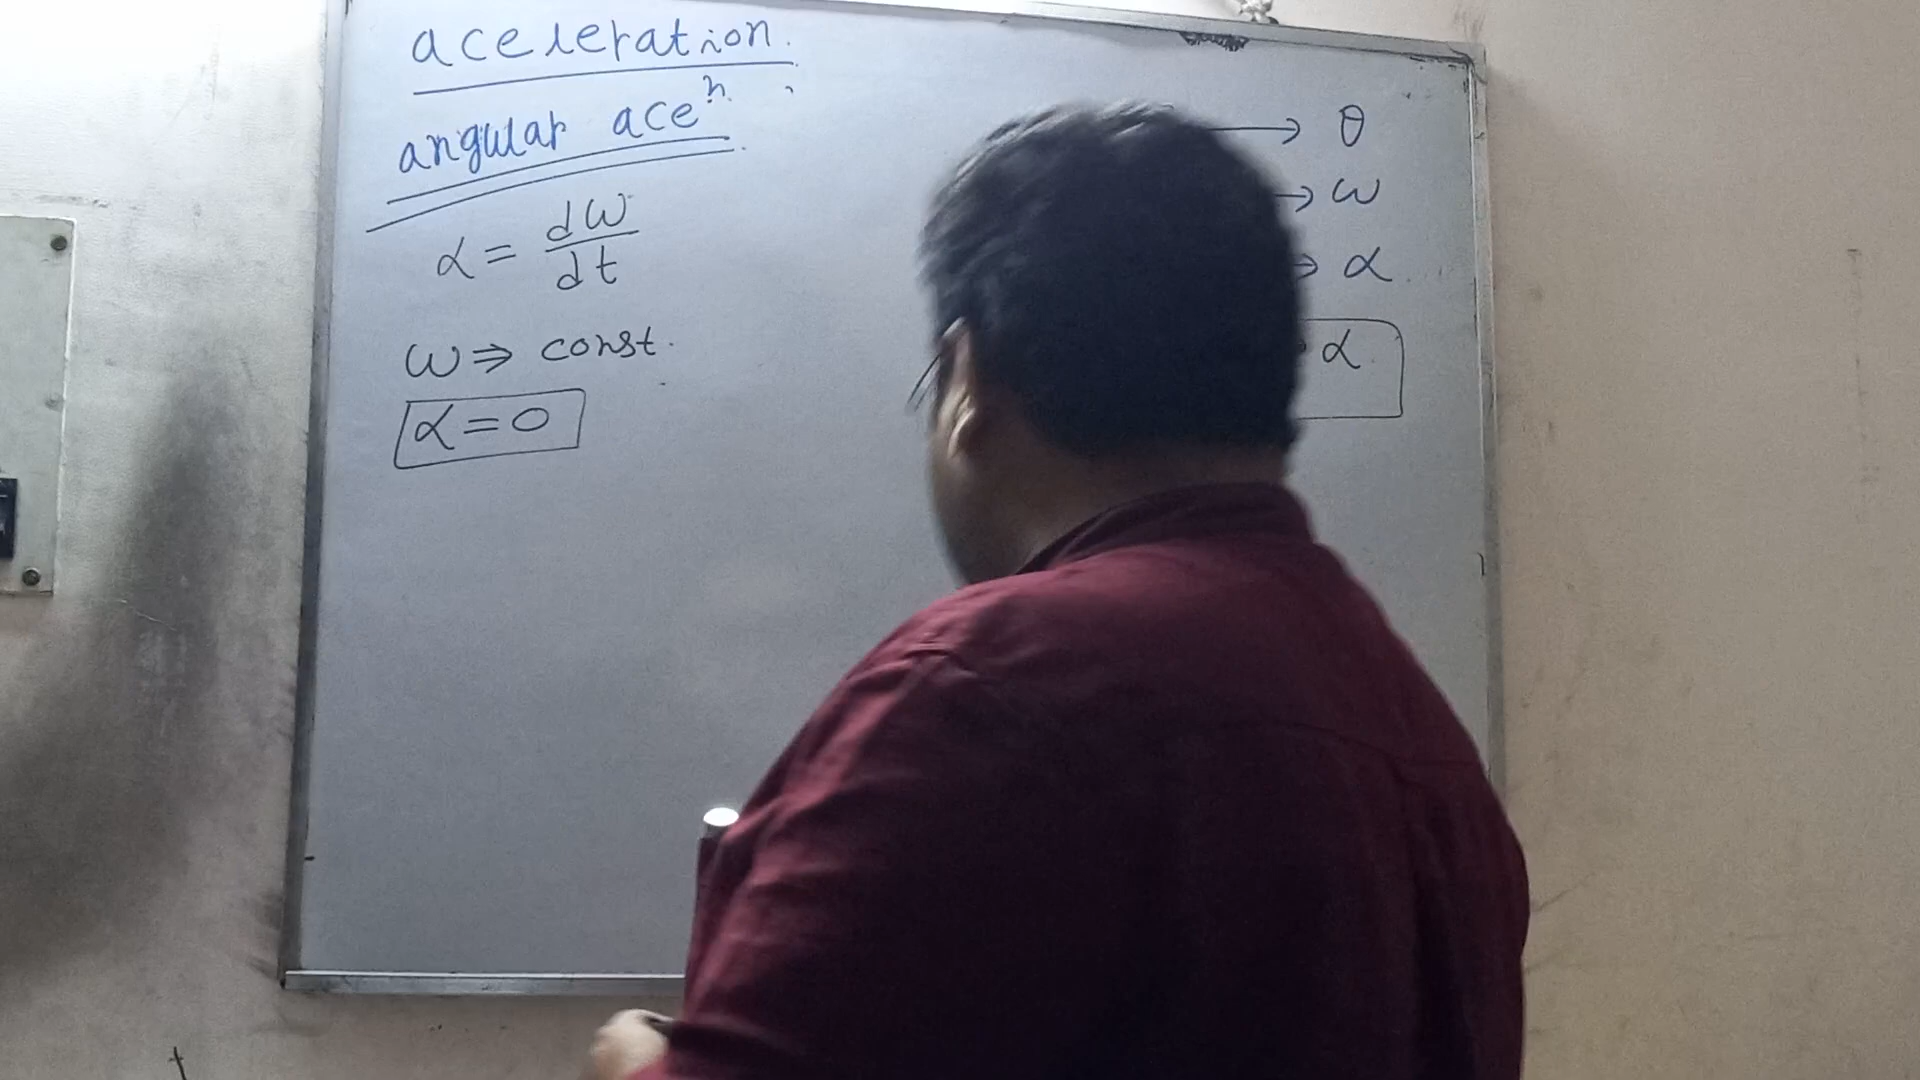 aceleration.
angular aceⁿ.
α = dω/dt
ω ⇒ const.
α = 0
→ θ
→ ω
→ α
α